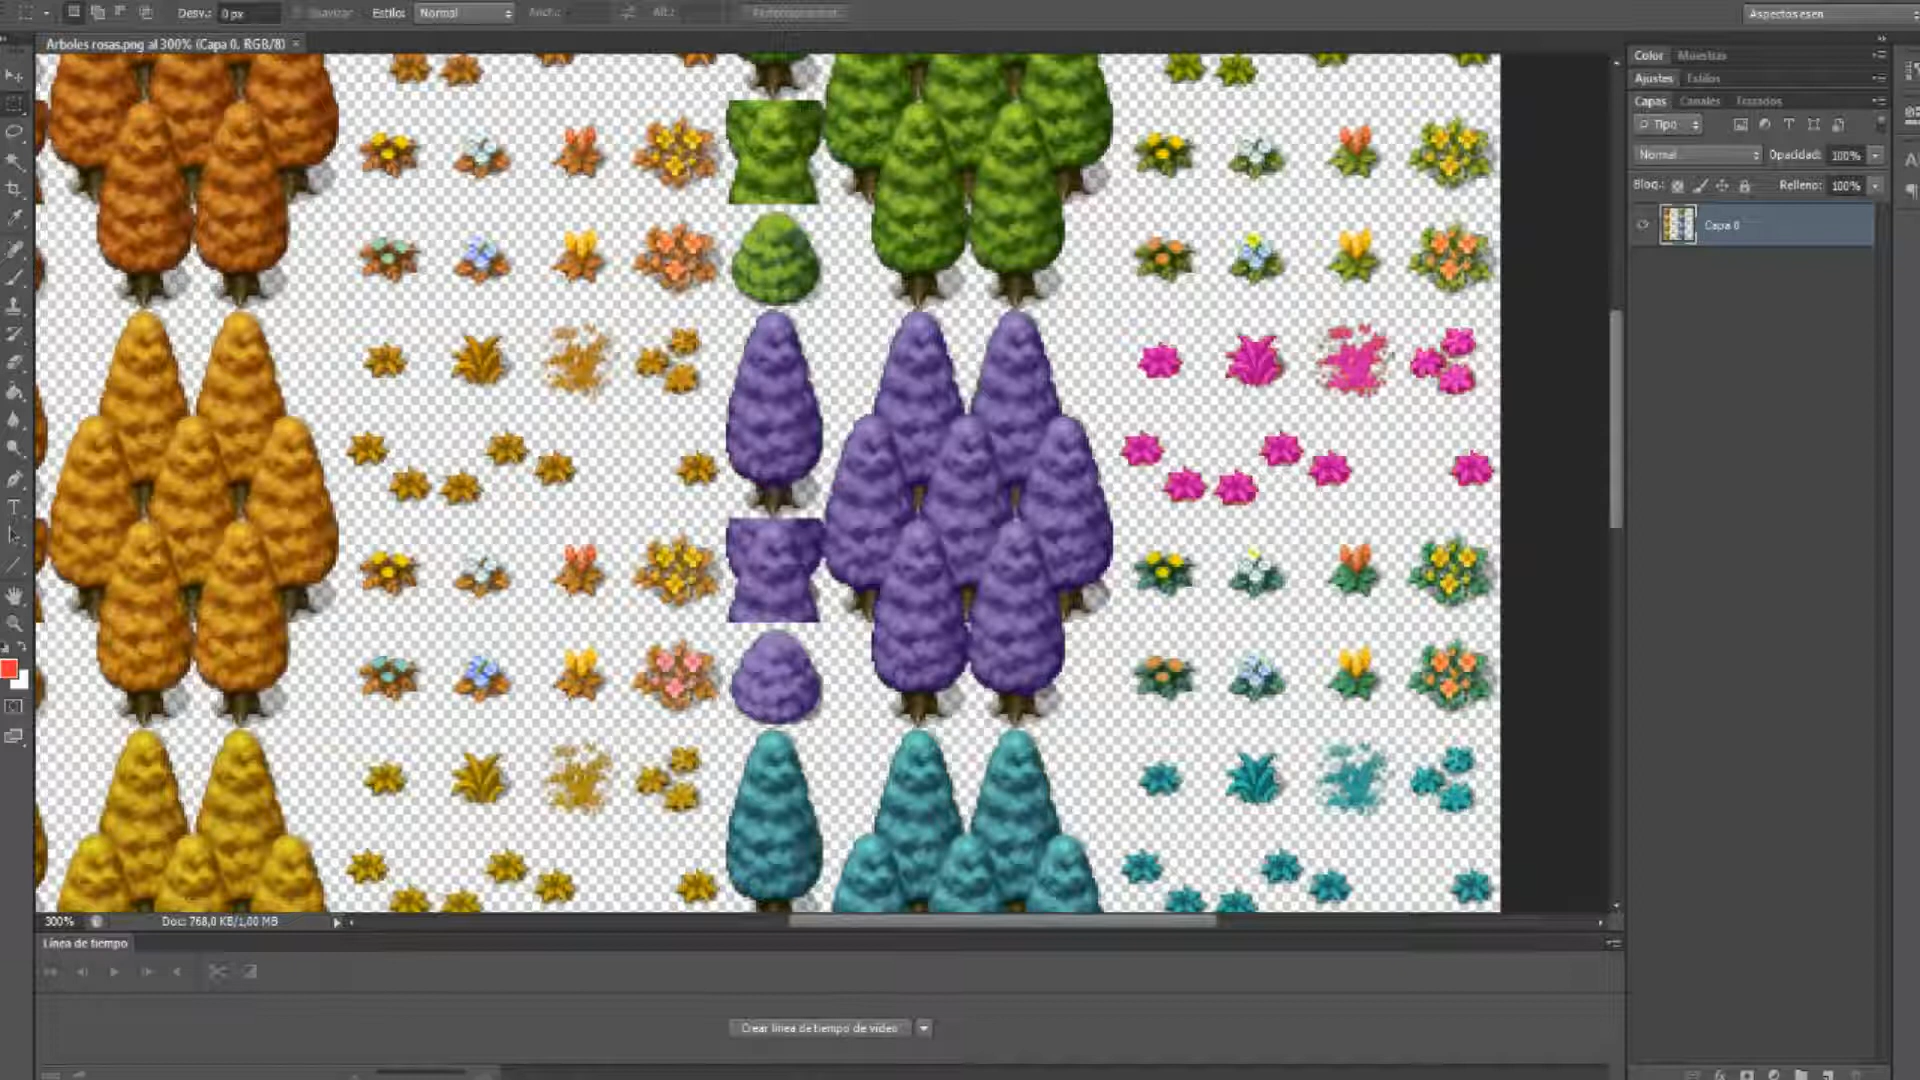 Desv.: 0 px
Suavizar
Estilo: Normal
Anch.:
Alt.:
Aspectos esen
Arboles rosas.png al 300% (Capa 0, RGB/8) ×
Color Muestras
Ajustes Estilos
Capas Canales Trazados
Tipo
Normal Opacidad: 100%
Bloq.: Relleno: 100%
Capa 0
300% Doc: 768,0 KB/1,00 MB
Línea de tiempo
Crear línea de tiempo de vídeo